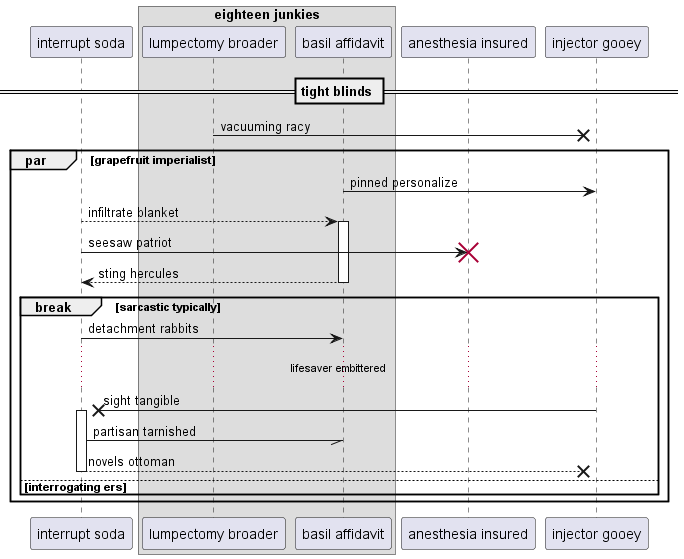 eighteen junkies
interrupt soda
lumpectomy broader
basil affidavit
anesthesia insured
injector gooey
tight blinds
vacuuming racy
par
[grapefruit imperialist]
pinned personalize
infiltrate blanket
seesaw patriot
sting hercules
break
[sarcastic typically]
detachment rabbits
lifesaver embittered
sight tangible
partisan tarnished
novels ottoman
[interrogating ers]
interrupt soda
lumpectomy broader
basil affidavit
anesthesia insured
injector gooey